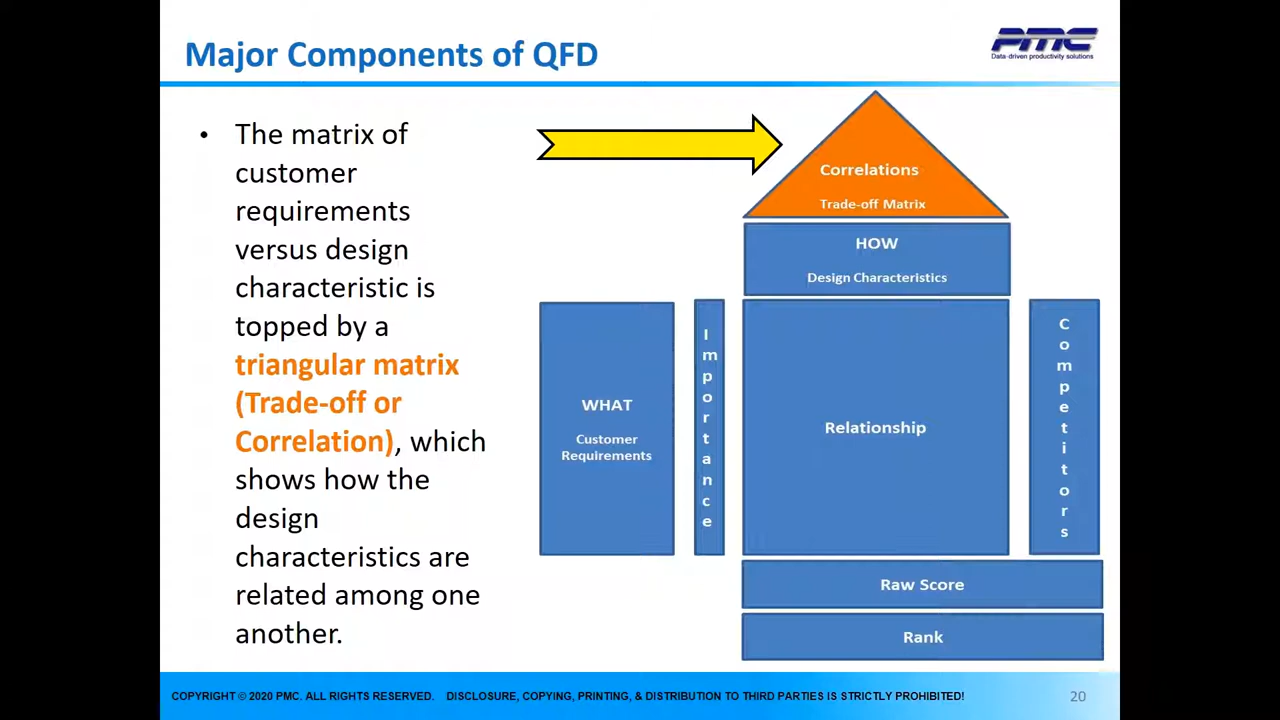 Major Components of QFD
PMC
Data-driven productivity solutions
• The matrix of
customer
requirements
versus design
characteristic is
topped by a
triangular matrix
(Trade-off or
Correlation), which
shows how the
design
characteristics are
related among one
another.
Correlations
Trade-off Matrix
HOW
Design Characteristics
WHAT
Customer
Requirements
Importance
Relationship
Competitors
Raw Score
Rank
COPYRIGHT © 2020 PMC. ALL RIGHTS RESERVED. DISCLOSURE, COPYING, PRINTING, & DISTRIBUTION TO THIRD PARTIES IS STRICTLY PROHIBITED!
20